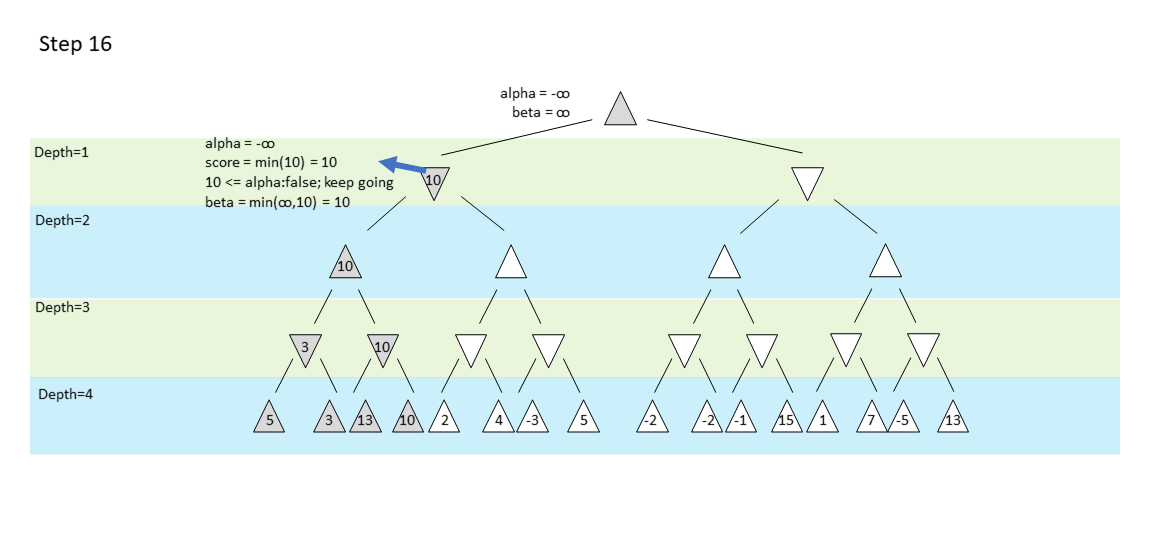 Step 16
alpha = -∞
beta = ∞
Depth=1
alpha = -∞
score = min(10) = 10
10 <= alpha:false; keep going
beta = min(∞,10) = 10
10
Depth=2
10
Depth=3
3 10
Depth=4
5 3 13 10 2 4 -3 5 -2 -2 -1 15 1 7 -5 13